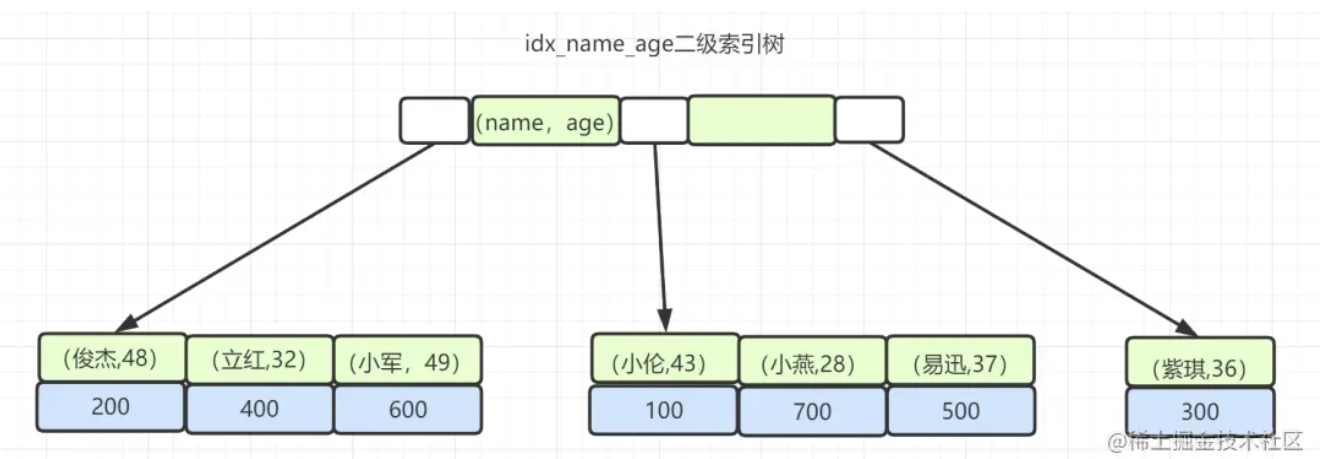 idx_name_age二级索引树
(name，age)
(俊杰,48) (立红,32) (小军，49) (小伦,43) (小燕,28) (易迅,37) (紫琪,36)
200 400 600 100 700 500 300
@稀土掘金技术社区